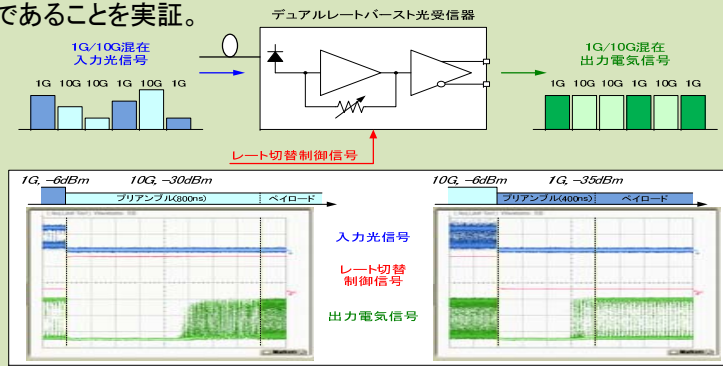 であることを実証。
デュアルレートバースト光受信器
1G/10G混在
入力光信号
1G 10G 10G 1G 10G 1G
1G/10G混在
出力電気信号
1G 10G 10G 1G 10G 1G
レート切替制御信号
1G, −6dBm 10G, −30dBm
プリアンブル(800ns) ペイロード
10G, −6dBm 1G, −35dBm
プリアンブル(400ns) ペイロード
入力光信号
レート切替
制御信号
出力電気信号